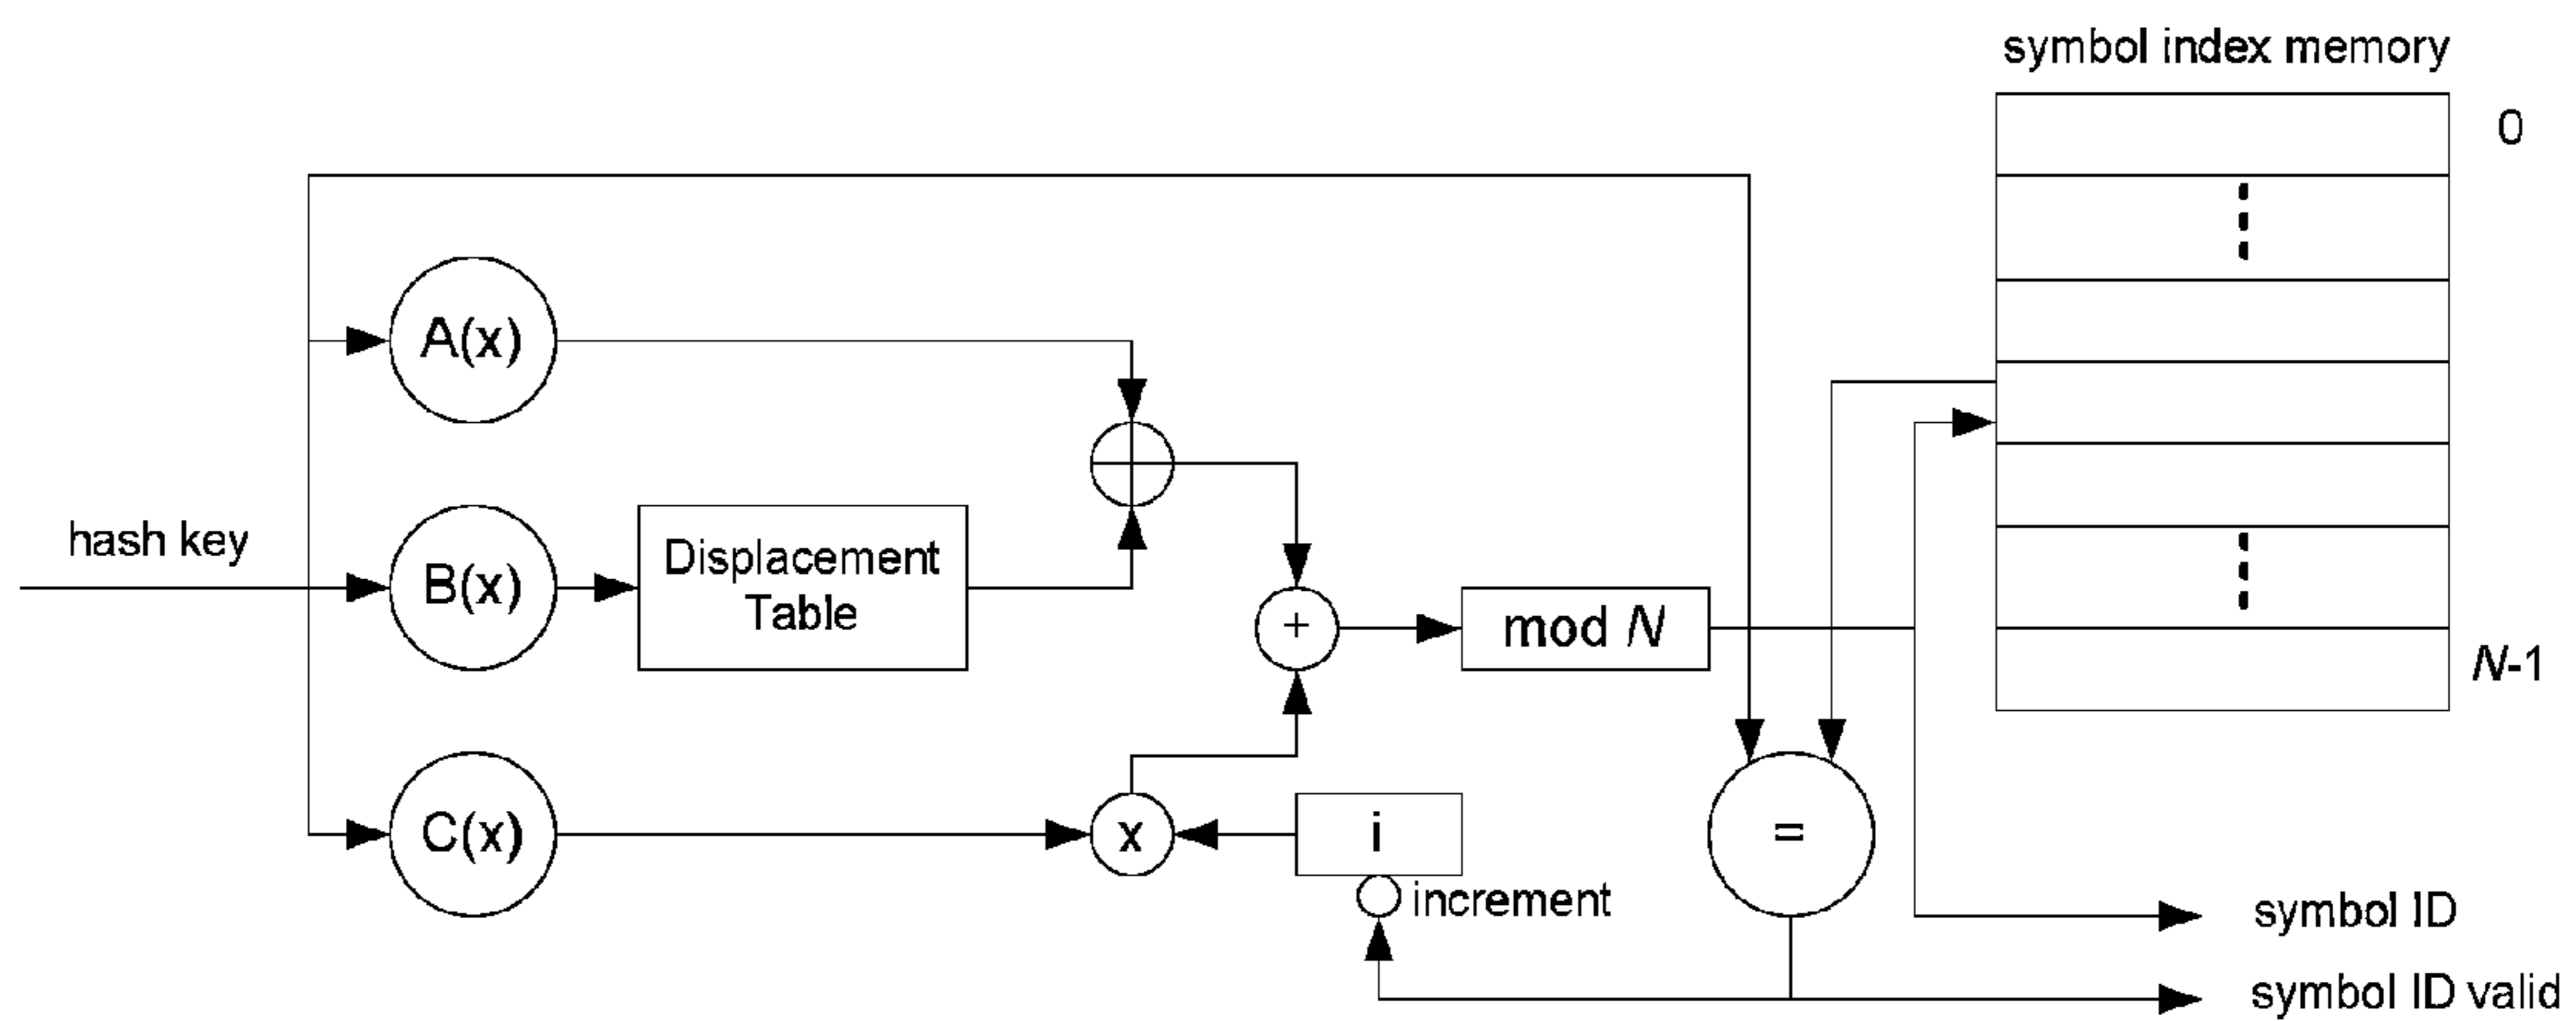 symbol index memory
0
A(x)
hash key
B(x)
Displacement
Table
+
mod N
N-1
C(x)
x
i
=
increment
symbol ID
symbol ID valid